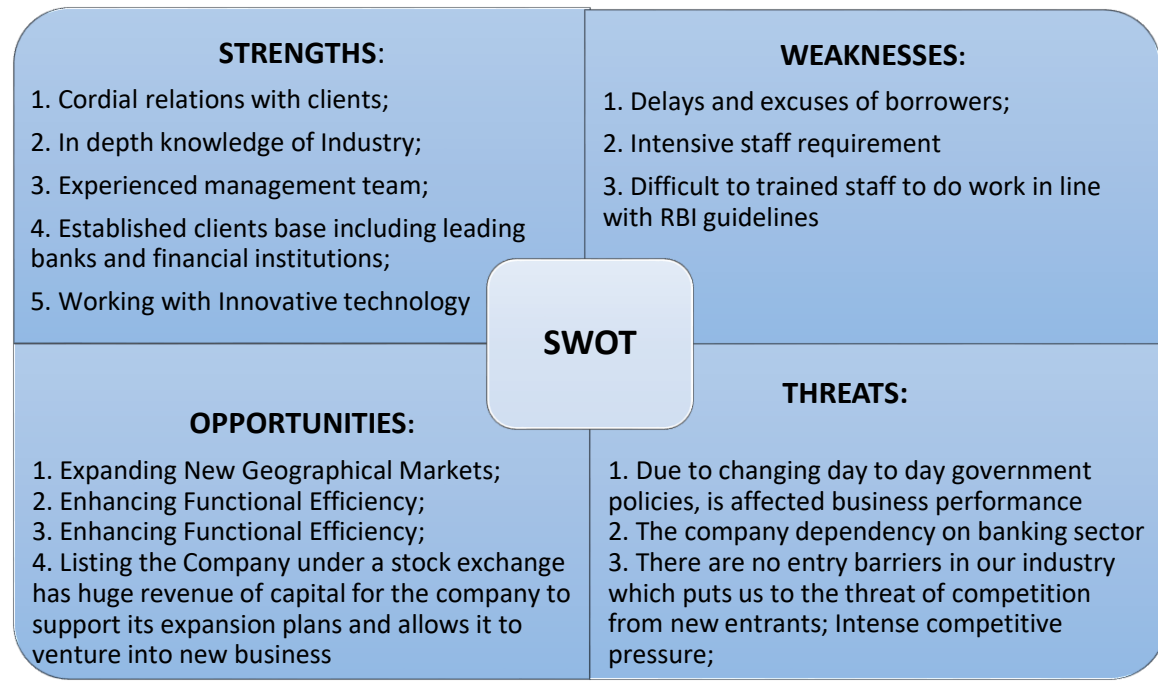 STRENGTHS:
1. Cordial relations with clients;
2. In depth knowledge of Industry;
3. Experienced management team;
4. Established clients base including leading
banks and financial institutions;
5. Working with Innovative technology
WEAKNESSES:
1. Delays and excuses of borrowers;
2. Intensive staff requirement
3. Difficult to trained staff to do work in line
with RBI guidelines
SWOT
OPPORTUNITIES:
1. Expanding New Geographical Markets;
2. Enhancing Functional Efficiency;
3. Enhancing Functional Efficiency;
4. Listing the Company under a stock exchange
has huge revenue of capital for the company to
support its expansion plans and allows it to
venture into new business
THREATS:
1. Due to changing day to day government
policies, is affected business performance
2. The company dependency on banking sector
3. There are no entry barriers in our industry
which puts us to the threat of competition
from new entrants; Intense competitive
pressure;